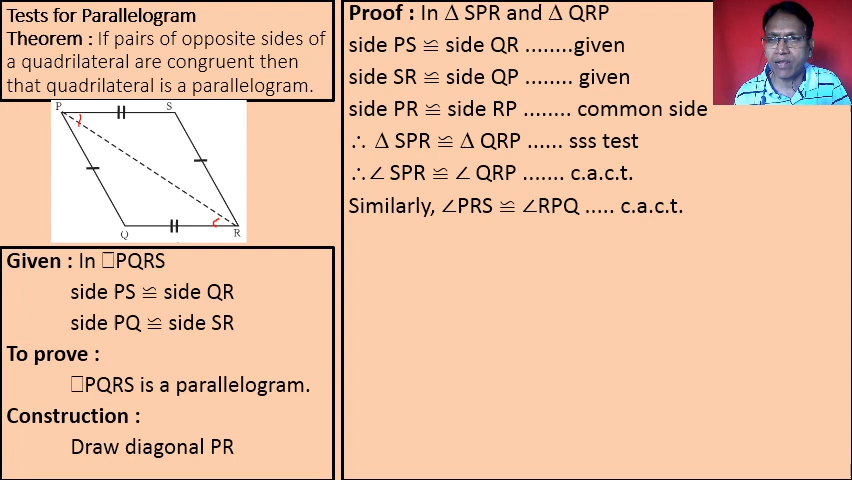 Tests for Parallelogram
Theorem : If pairs of opposite sides of
a quadrilateral are congruent then
that quadrilateral is a parallelogram.
P
S
Q
R
Given : In □PQRS
side PS ≌ side QR
side PQ ≌ side SR
To prove :
□PQRS is a parallelogram.
Construction :
Draw diagonal PR
Proof : In Δ SPR and Δ QRP
side PS ≌ side QR ........given
side SR ≌ side QP ........ given
side PR ≌ side RP ........ common side
∴ Δ SPR ≌ Δ QRP ...... sss test
∴∠ SPR ≌ ∠ QRP ....... c.a.c.t.
Similarly, ∠PRS ≌ ∠RPQ ..... c.a.c.t.